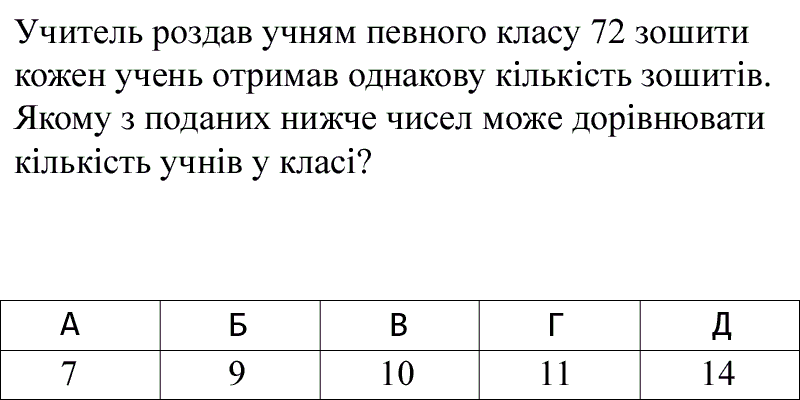 Учитель роздав учням певного класу 72 зошити
кожен учень отримав однакову кількість зошитів.
Якому з поданих нижче чисел може дорівнювати
кількість учнів у класі?
А Б В Г Д
7 9 10 11 14